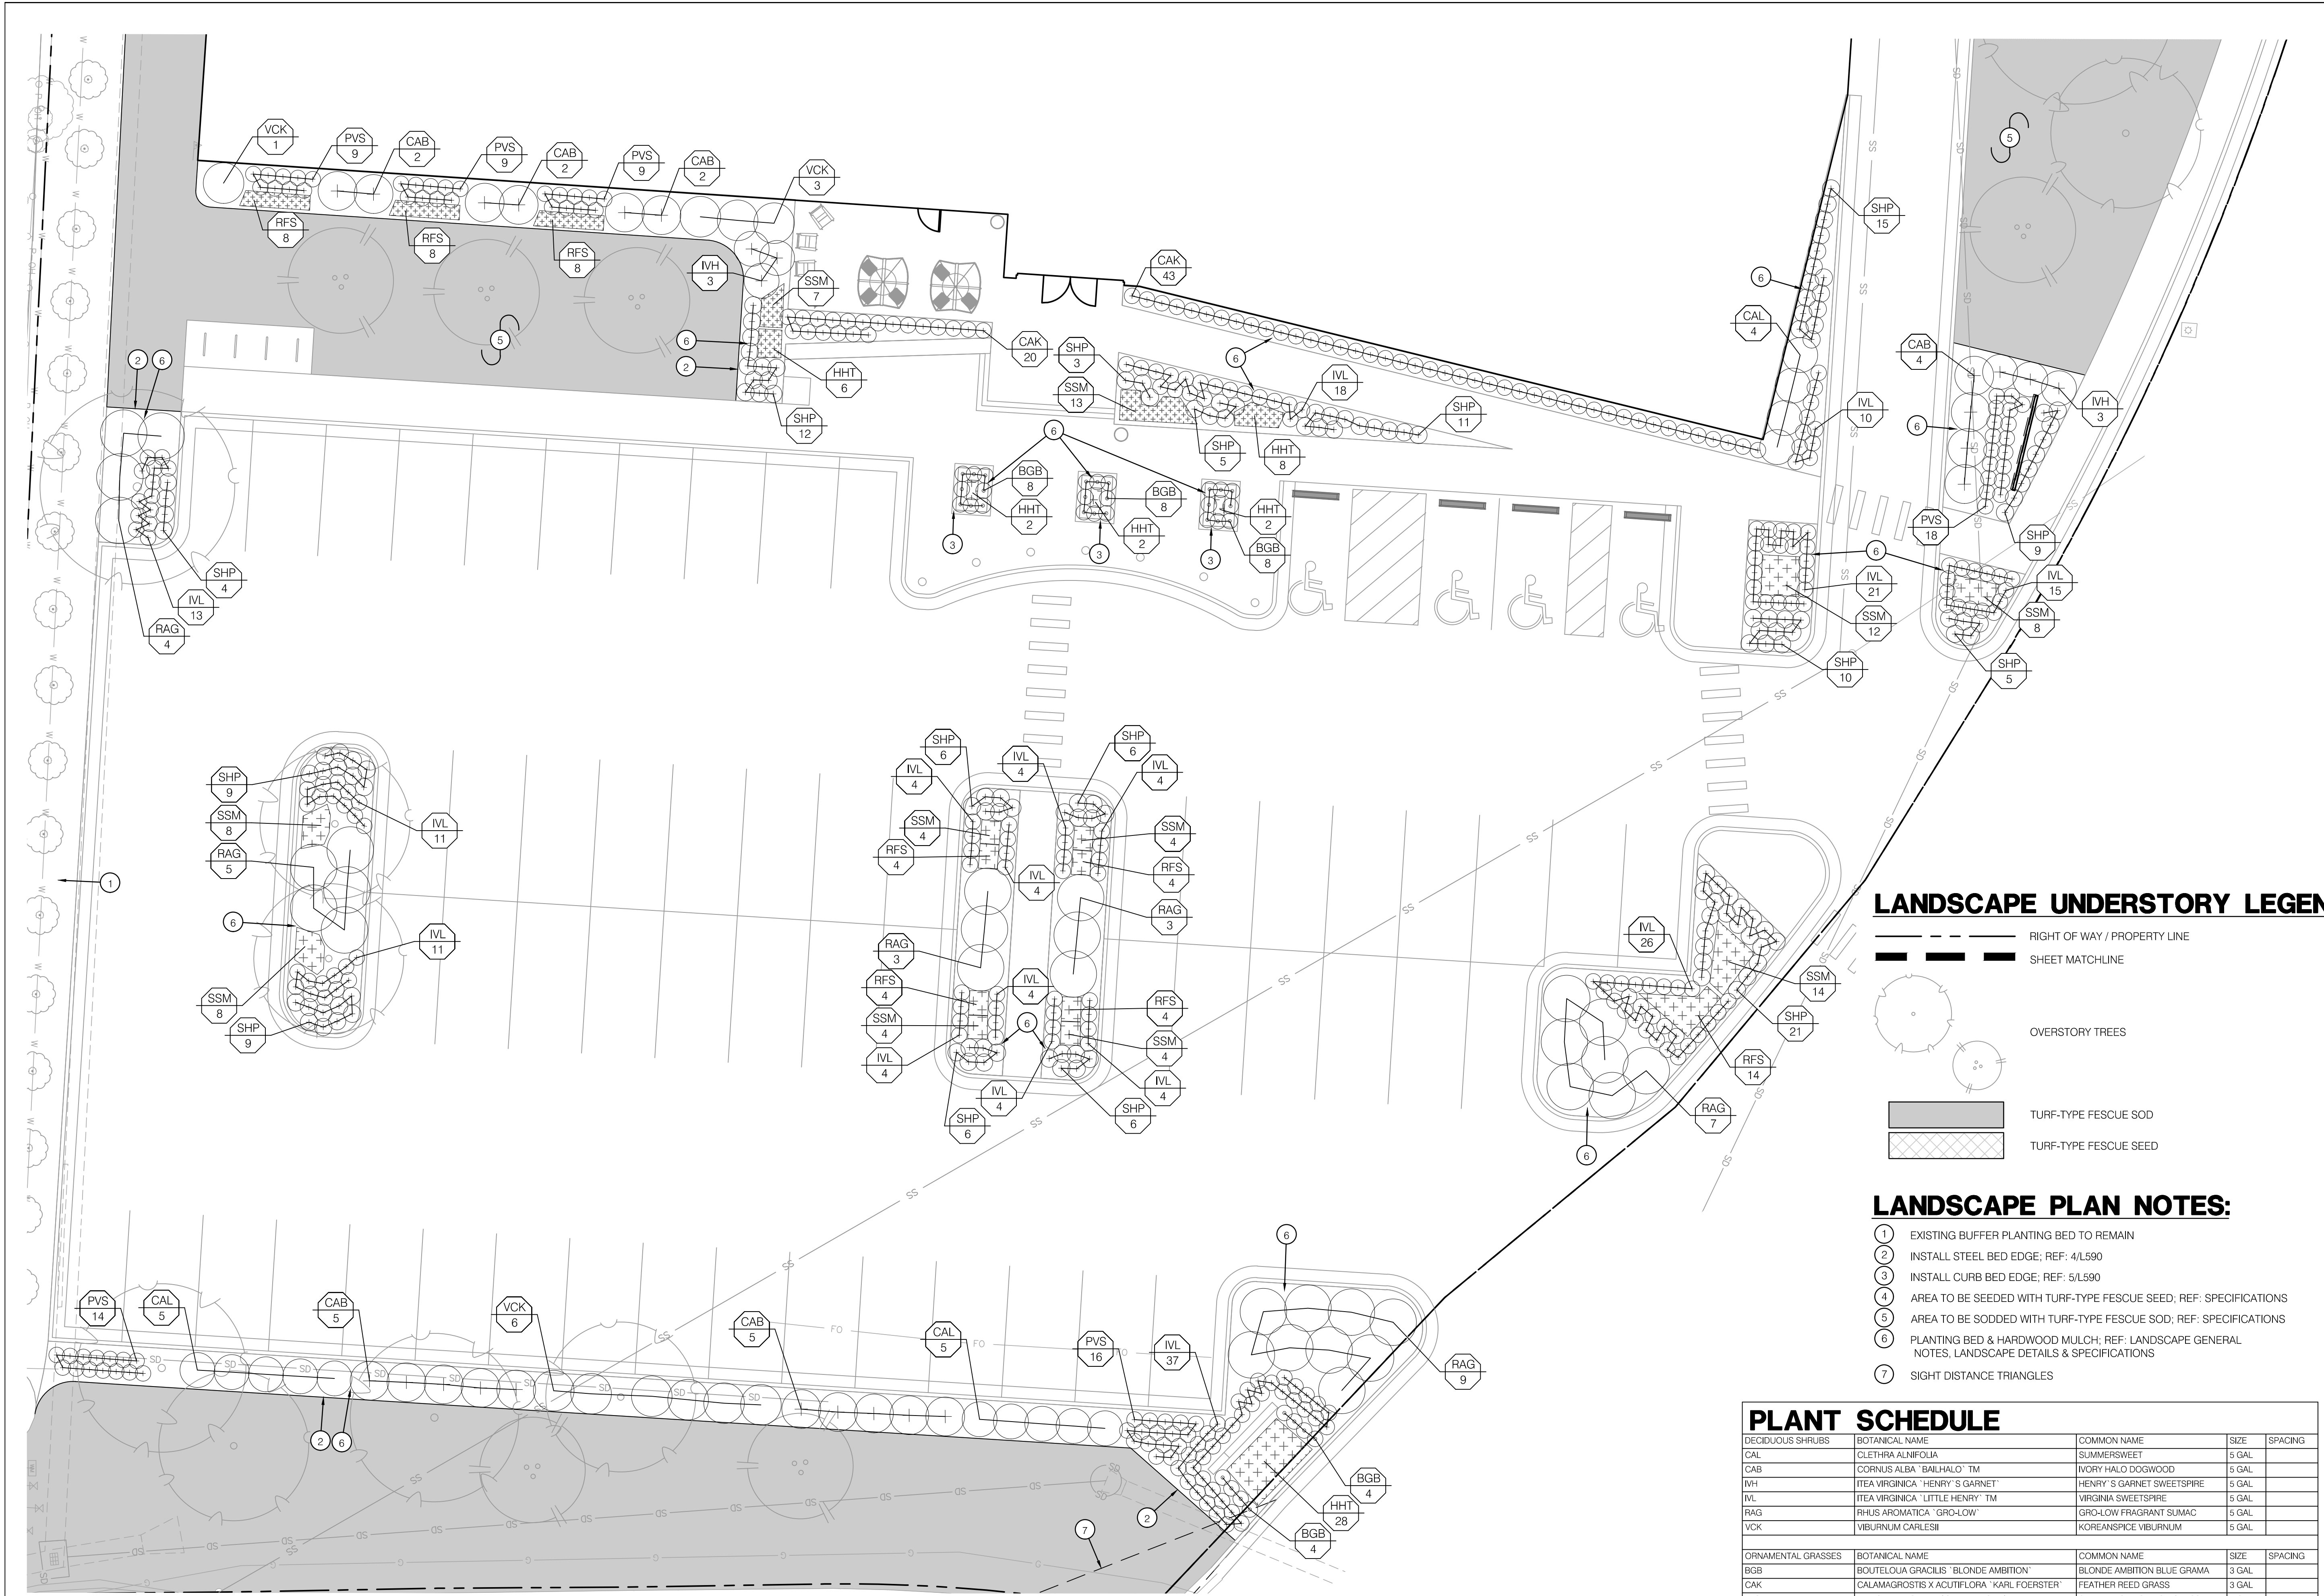 VCK
1
PVS
9
CAB
2
PVS
9
CAB
2
PVS
9
CAB
2
VCK
3
RFS
8
RFS
8
RFS
8
IVH
3
SSM
7
CAK
43
SHP
15
6
5
CAL
4
CAB
4
IVH
3
6
2
5
2
6
CAK
20
HHT
6
SHP
12
SHP
3
SSM
13
6
IVL
18
SHP
11
SHP
5
HHT
8
IVL
10
6
6
BGB
8
HHT
2
BGB
8
HHT
2
HHT
2
BGB
8
3
3
3
PVS
18
SHP
9
6
IVL
21
SSM
12
SHP
10
IVL
15
SSM
8
SHP
5
SHP
4
IVL
13
RAG
4
SHP
9
SSM
8
RAG
5
IVL
11
1
6
IVL
11
SSM
8
SHP
9
SHP
6
IVL
4
IVL
4
SHP
6
IVL
4
SSM
4
SSM
4
RFS
4
IVL
4
RFS
4
RAG
3
RAG
3
RFS
4
IVL
4
RFS
4
SSM
4
6
SSM
4
IVL
4
IVL
4
IVL
4
SHP
6
SHP
6
IVL
26
SSM
14
SHP
21
RFS
14
RAG
7
6
LANDSCAPE UNDERSTORY LEGEN
RIGHT OF WAY / PROPERTY LINE
SHEET MATCHLINE
OVERSTORY TREES
TURF-TYPE FESCUE SOD
TURF-TYPE FESCUE SEED
LANDSCAPE PLAN NOTES:
1 EXISTING BUFFER PLANTING BED TO REMAIN
2 INSTALL STEEL BED EDGE; REF: 4/L590
3 INSTALL CURB BED EDGE; REF: 5/L590
4 AREA TO BE SEEDED WITH TURF-TYPE FESCUE SEED; REF: SPECIFICATIONS
5 AREA TO BE SODDED WITH TURF-TYPE FESCUE SOD; REF: SPECIFICATIONS
6 PLANTING BED & HARDWOOD MULCH; REF: LANDSCAPE GENERAL
NOTES, LANDSCAPE DETAILS & SPECIFICATIONS
7 SIGHT DISTANCE TRIANGLES
6
PVS
14
CAL
5
CAB
5
VCK
6
CAB
5
CAL
5
PVS
16
IVL
37
RAG
9
2
6
BGB
4
HHT
28
BGB
4
2
7
PLANT SCHEDULE
DECIDUOUS SHRUBS BOTANICAL NAME COMMON NAME SIZE SPACING
CAL CLETHRA ALNIFOLIA SUMMERSWEET 5 GAL
CAB CORNUS ALBA `BAILHALO` TM IVORY HALO DOGWOOD 5 GAL
IVH ITEA VIRGINICA `HENRY`S GARNET` HENRY`S GARNET SWEETSPIRE 5 GAL
IVL ITEA VIRGINICA `LITTLE HENRY` TM VIRGINIA SWEETSPIRE 5 GAL
RAG RHUS AROMATICA `GRO-LOW` GRO-LOW FRAGRANT SUMAC 5 GAL
VCK VIBURNUM CARLESII KOREANSPICE VIBURNUM 5 GAL
ORNAMENTAL GRASSES BOTANICAL NAME COMMON NAME SIZE SPACING
BGB BOUTELOUA GRACILIS `BLONDE AMBITION` BLONDE AMBITION BLUE GRAMA 3 GAL
CAK CALAMAGROSTIS X ACUTIFLORA `KARL FOERSTER` FEATHER REED GRASS 3 GAL